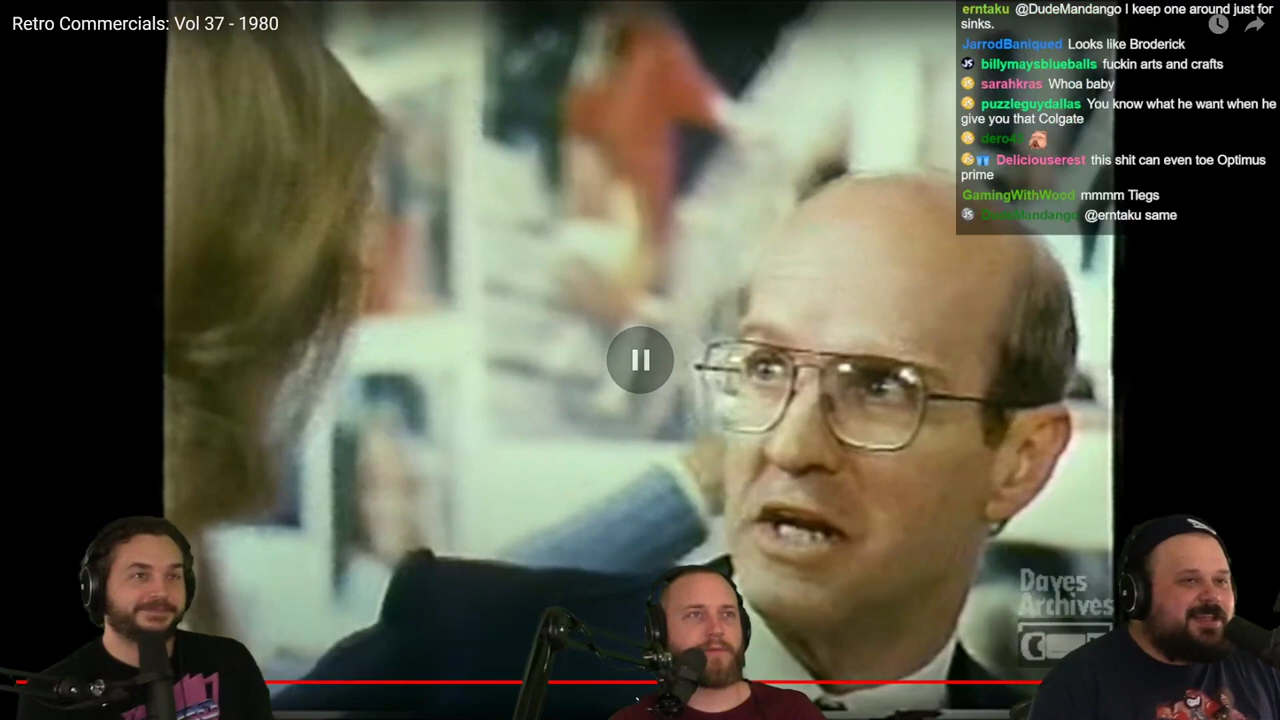 Retro Commercials: Vol 37 - 1980
erntaku @DudeMandango I keep one around just for
sinks.
JarrodBaniqued Looks like Broderick
billymaysblueballs fuckin arts and crafts
sarahkras Whoa baby
puzzleguydallas You know what he want when he
give you that Colgate
Deliciouserest this shit can even toe Optimus
prime
GamingWithWood mmmm Tiegs
DudeMandango @erntaku same
Daves
Archives